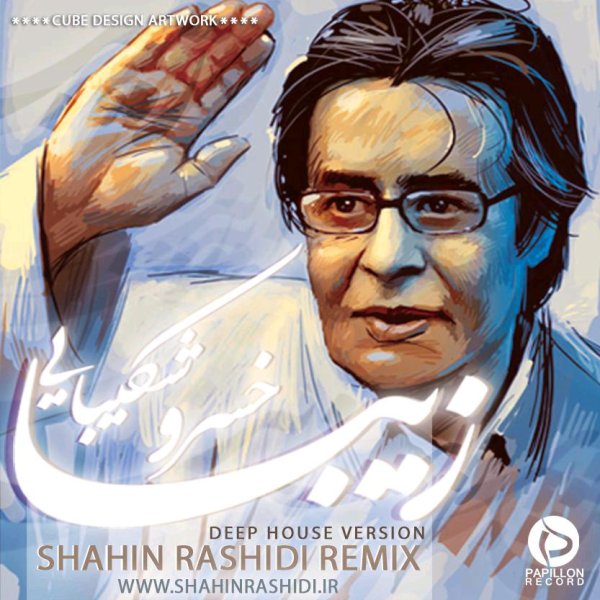 ****CUBE DESIGN ARTWORK****
خسرو شکیبایی
زیبا
DEEP HOUSE VERSION
SHAHIN RASHIDI REMIX
WWW.SHAHINRASHIDI.IR
PAPILLON
RECORD